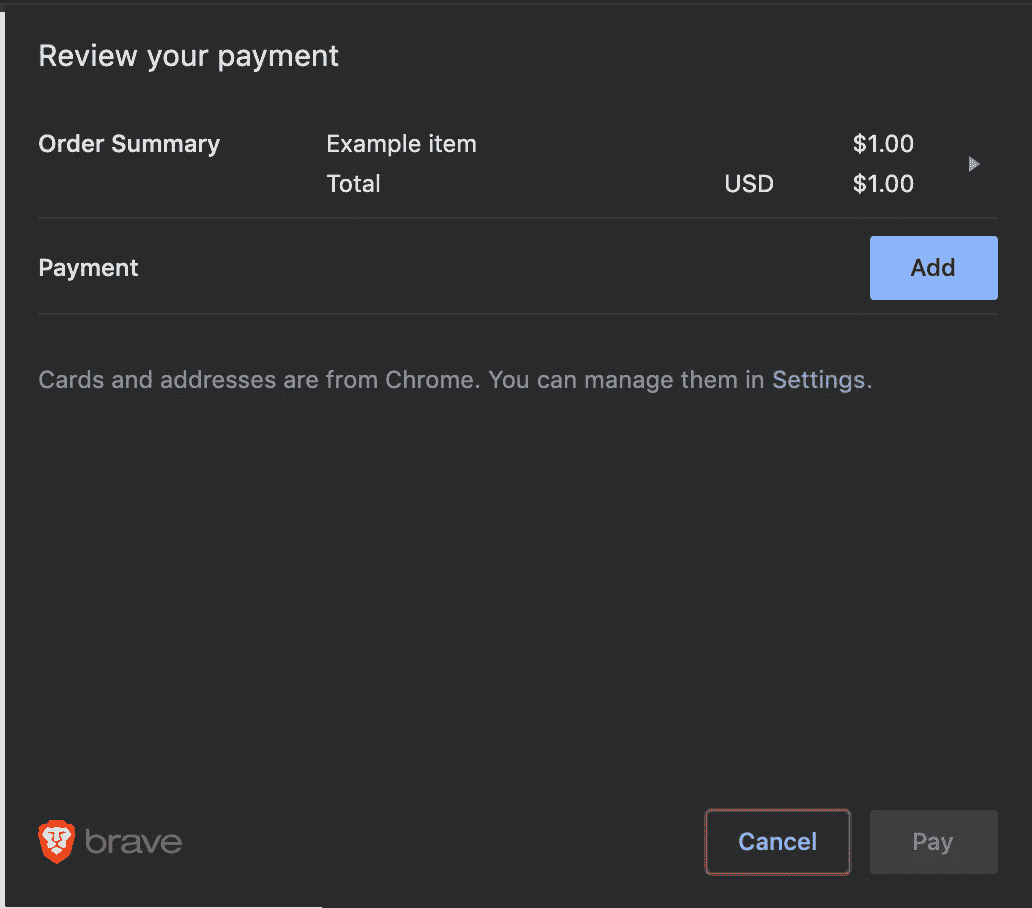 Review your payment
Order Summary Example item $1.00
Total USD $1.00
Payment Add
Cards and addresses are from Chrome. You can manage them in Settings.
brave Cancel Pay